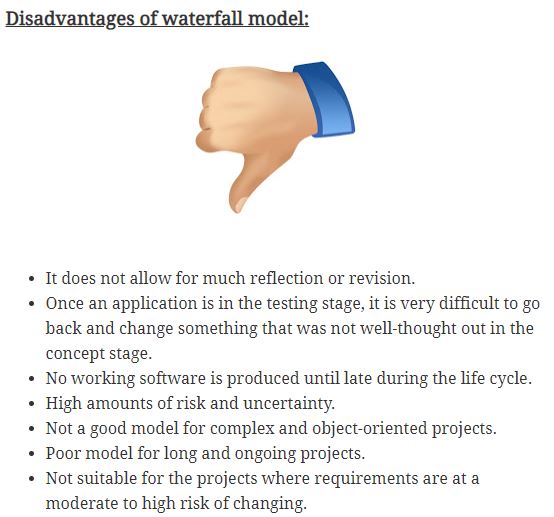 Disadvantages of waterfall model:
• It does not allow for much reflection or revision.
• Once an application is in the testing stage, it is very difficult to go
back and change something that was not well-thought out in the
concept stage.
• No working software is produced until late during the life cycle.
• High amounts of risk and uncertainty.
• Not a good model for complex and object-oriented projects.
• Poor model for long and ongoing projects.
• Not suitable for the projects where requirements are at a
moderate to high risk of changing.